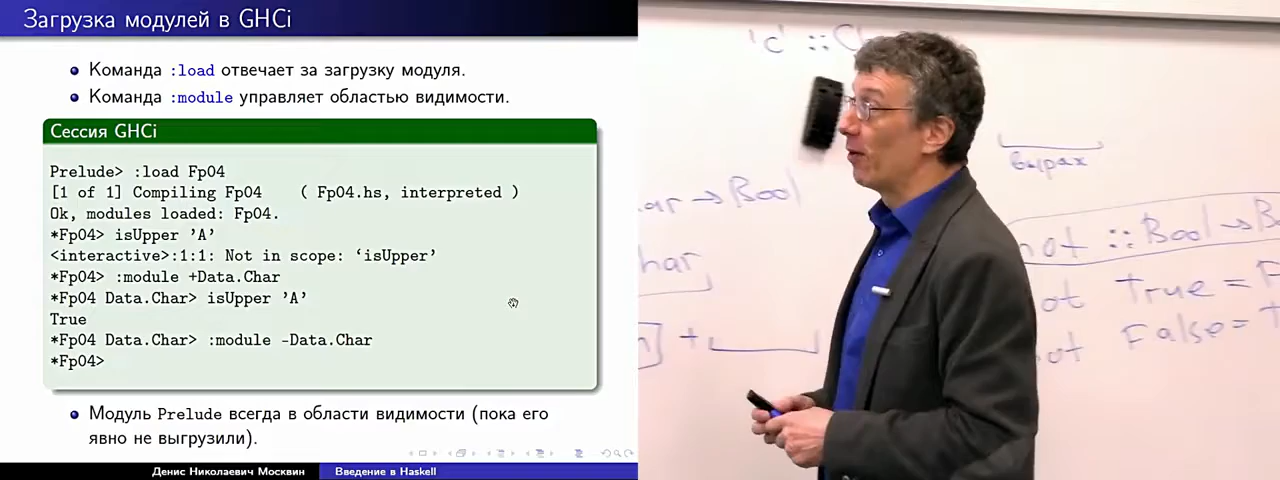 Загрузка модулей в GHCi
Команда :load отвечает за загрузку модуля.
Команда :module управляет областью видимости.
Сессия GHCi
Prelude> :load Fp04
[1 of 1] Compiling Fp04 ( Fp04.hs, interpreted )
Ok, modules loaded: Fp04.
*Fp04> isUpper 'A'
<interactive>:1:1: Not in scope: ‘isUpper’
*Fp04> :module +Data.Char
*Fp04 Data.Char> isUpper 'A'
True
*Fp04 Data.Char> :module -Data.Char
*Fp04>
Модуль Prelude всегда в области видимости (пока его
явно не выгрузили).
Денис Николаевич Москвин Введение в Haskell
'c' :: C
выраж
ar → Bool
not :: Bool → B
har
ot True = F
ot False = T
+